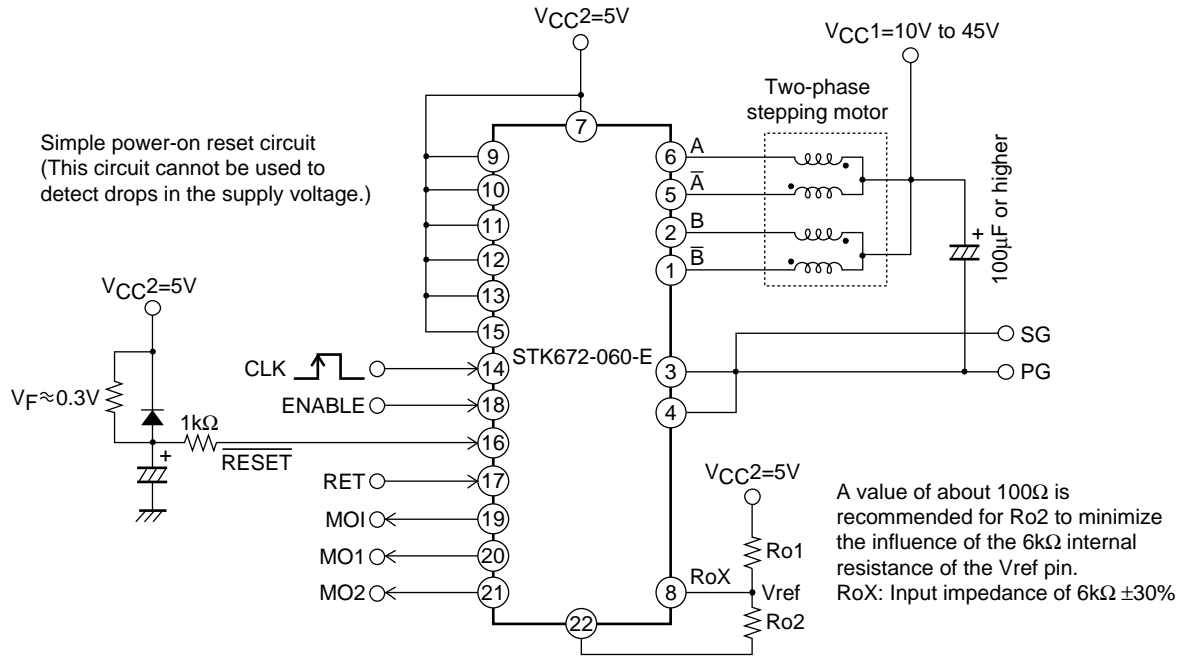 VCC2=5V
VCC1=10V to 45V
Two-phase
stepping motor
Simple power-on reset circuit
(This circuit cannot be used to
detect drops in the supply voltage.)
7
9
10
11
12
13
15
14
18
16
17
19
20
21
22
6
5
2
1
3
4
8
A
A̅
B
B̅
+
100µF or higher
VCC2=5V
VF≈0.3V
+
1kΩ
RESET
CLK
ENABLE
RET
MOI
MO1
MO2
STK672-060-E
SG
PG
VCC2=5V
Ro1
RoX
Vref
Ro2
A value of about 100Ω is
recommended for Ro2 to minimize
the influence of the 6kΩ internal
resistance of the Vref pin.
RoX: Input impedance of 6kΩ ±30%